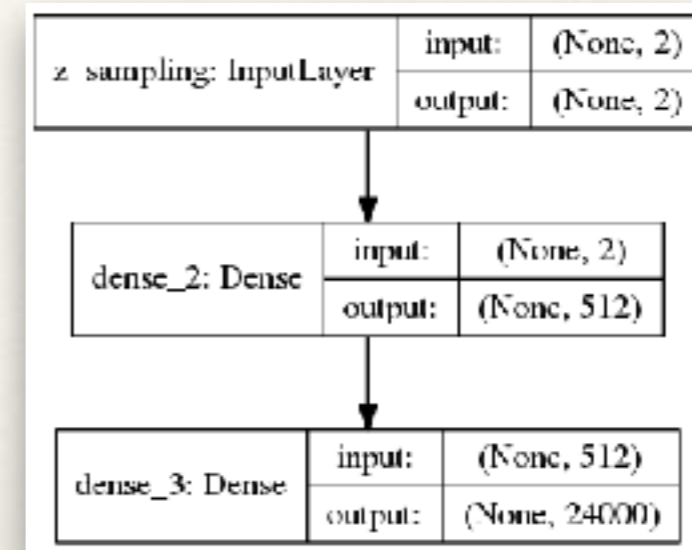 z_sampling: InputLayer
input: (None, 2)
output: (None, 2)
dense_2: Dense
input: (None, 2)
output: (None, 512)
dense_3: Dense
input: (None, 512)
output: (None, 24000)